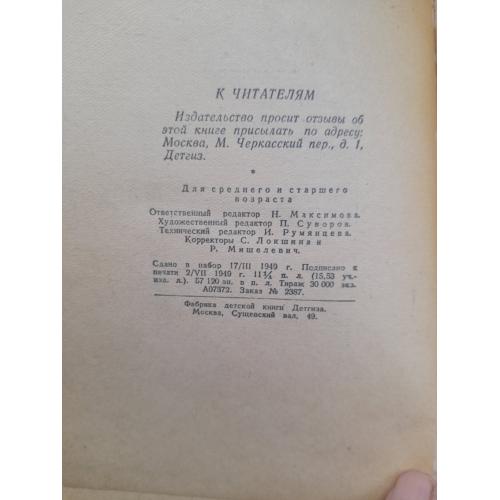 К ЧИТАТЕЛЯМ
Издательство просит отзывы об
этой книге присылать по адресу:
Москва, М. Черкасский пер., д. 1,
Детгиз.
*
Для среднего и старшего
возраста
Ответственный редактор Н. Максимова.
Художественный редактор П. Суворов.
Технический редактор И. Румянцева.
Корректоры С. Локшина и
Р. Мишелевич.
Сдано в набор 17/III 1949 г. Подписано к
печати 2/VII 1949 г. п. л. (15,53 уч.-
изд. л.). 57 120 зн. в п. л. Тираж 30 000 экз.
А07372. Заказ № 2387.
Фабрика детской книги Детгиза.
Москва, Сущевский вал, 49.